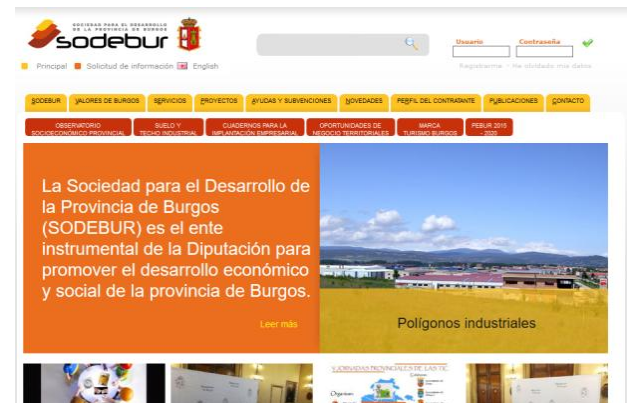 SOCIEDAD PARA EL DESARROLLO
DE LA PROVINCIA DE BURGOS
sodebur
Usuario Contraseña
Principal Solicitud de información English
Registrarme - He olvidado mis datos
SODEBUR VALORES DE BURGOS SERVICIOS PROYECTOS AYUDAS Y SUBVENCIONES NOVEDADES PERFIL DEL CONTRATANTE PUBLICACIONES CONTACTO
OBSERVATORIO SUELO Y CUADERNOS PARA LA OPORTUNIDADES DE MARCA PEBUR 2015
SOCIOECONÓMICO PROVINCIAL TECHO INDUSTRIAL IMPLANTACIÓN EMPRESARIAL NEGOCIO TERRITORIALES TURISMO BURGOS - 2020
La Sociedad para el Desarrollo de
la Provincia de Burgos
(SODEBUR) es el ente
instrumental de la Diputación para
promover el desarrollo económico
y social de la provincia de Burgos.
Leer más
Polígonos industriales
V JORNADAS PROVINCIALES DE LAS TIC
Organizan